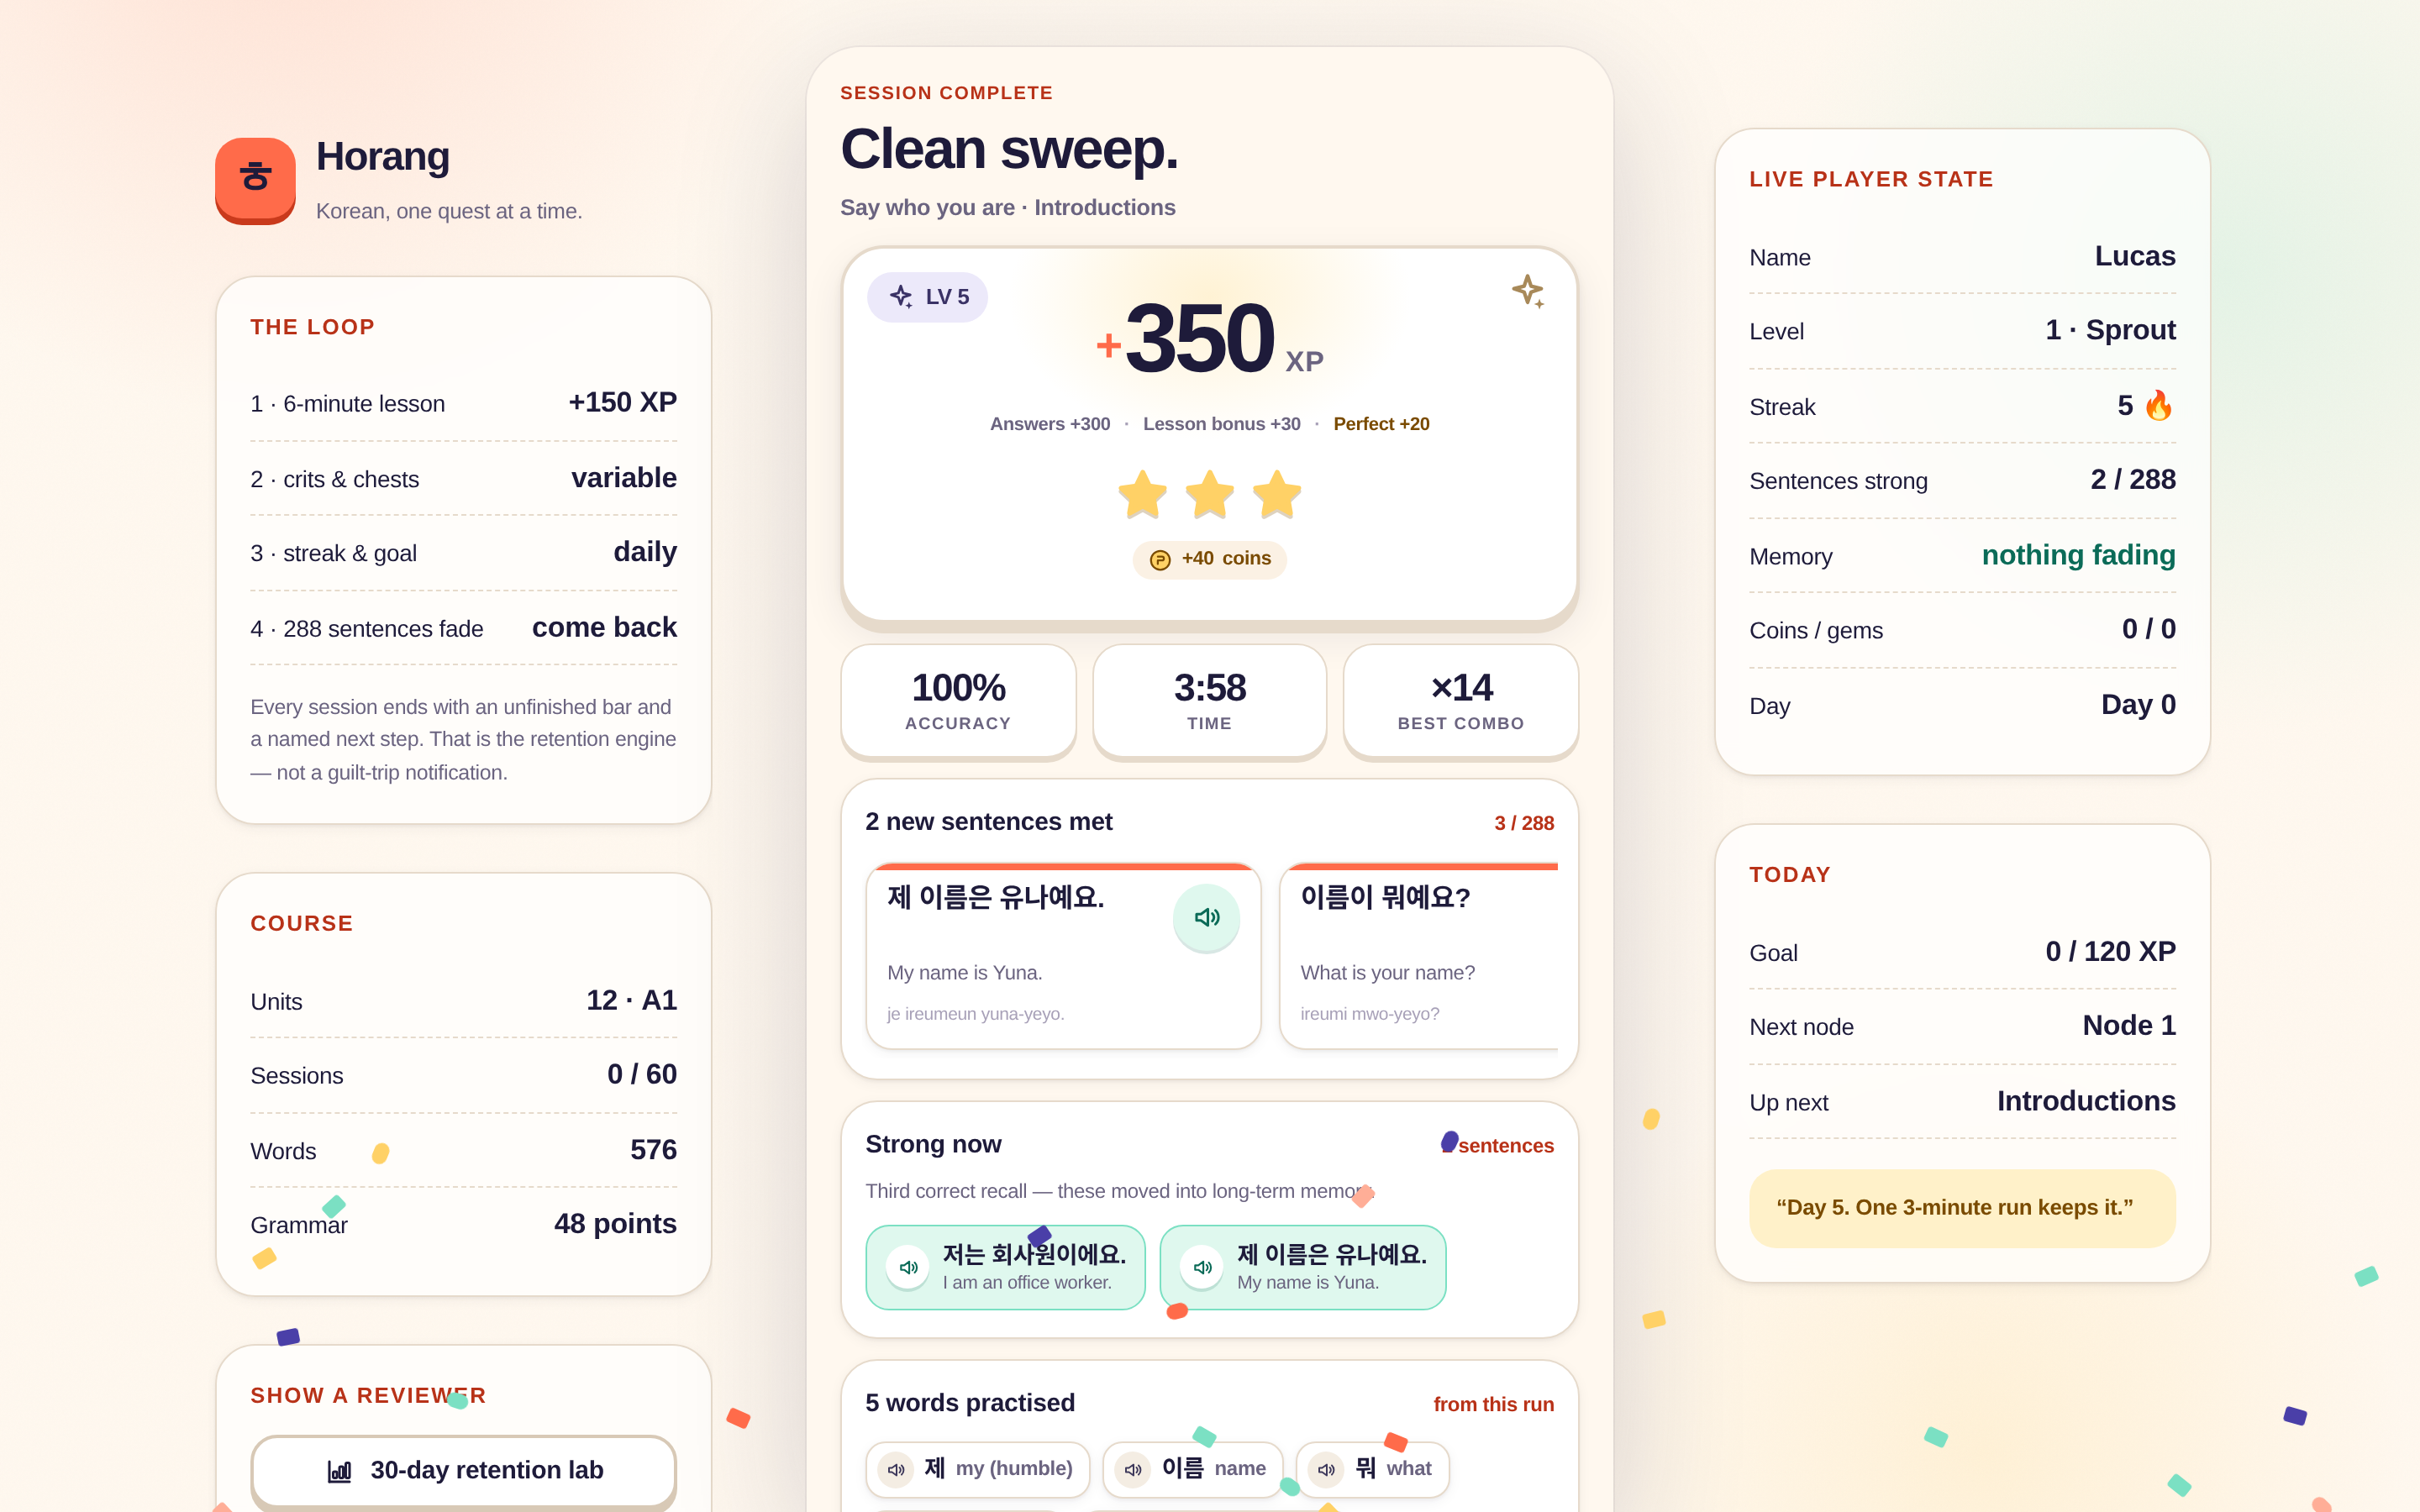 ㅎ
Horang
Korean, one quest at a time.
THE LOOP
1 · 6-minute lesson +150 XP
2 · crits & chests variable
3 · streak & goal daily
4 · 288 sentences fade come back
Every session ends with an unfinished bar and
a named next step. That is the retention engine
— not a guilt-trip notification.
COURSE
Units 12 · A1
Sessions 0 / 60
Words 576
Grammar 48 points
SHOW A REVIEWER
30-day retention lab
SESSION COMPLETE
Clean sweep.
Say who you are · Introductions
LV 5
+350 XP
Answers +300 · Lesson bonus +30 · Perfect +20
+40 coins
100% ACCURACY
3:58 TIME
×14 BEST COMBO
2 new sentences met 3 / 288
제 이름은 유나예요.
My name is Yuna.
je ireumeun yuna-yeyo.
이름이 뭐예요?
What is your name?
ireumi mwo-yeyo?
Strong now sentences
Third correct recall — these moved into long-term memory.
저는 회사원이에요.
I am an office worker.
제 이름은 유나예요.
My name is Yuna.
5 words practised from this run
제 my (humble)
이름 name
뭐 what
LIVE PLAYER STATE
Name Lucas
Level 1 · Sprout
Streak 5 🔥
Sentences strong 2 / 288
Memory nothing fading
Coins / gems 0 / 0
Day Day 0
TODAY
Goal 0 / 120 XP
Next node Node 1
Up next Introductions
“Day 5. One 3-minute run keeps it.”